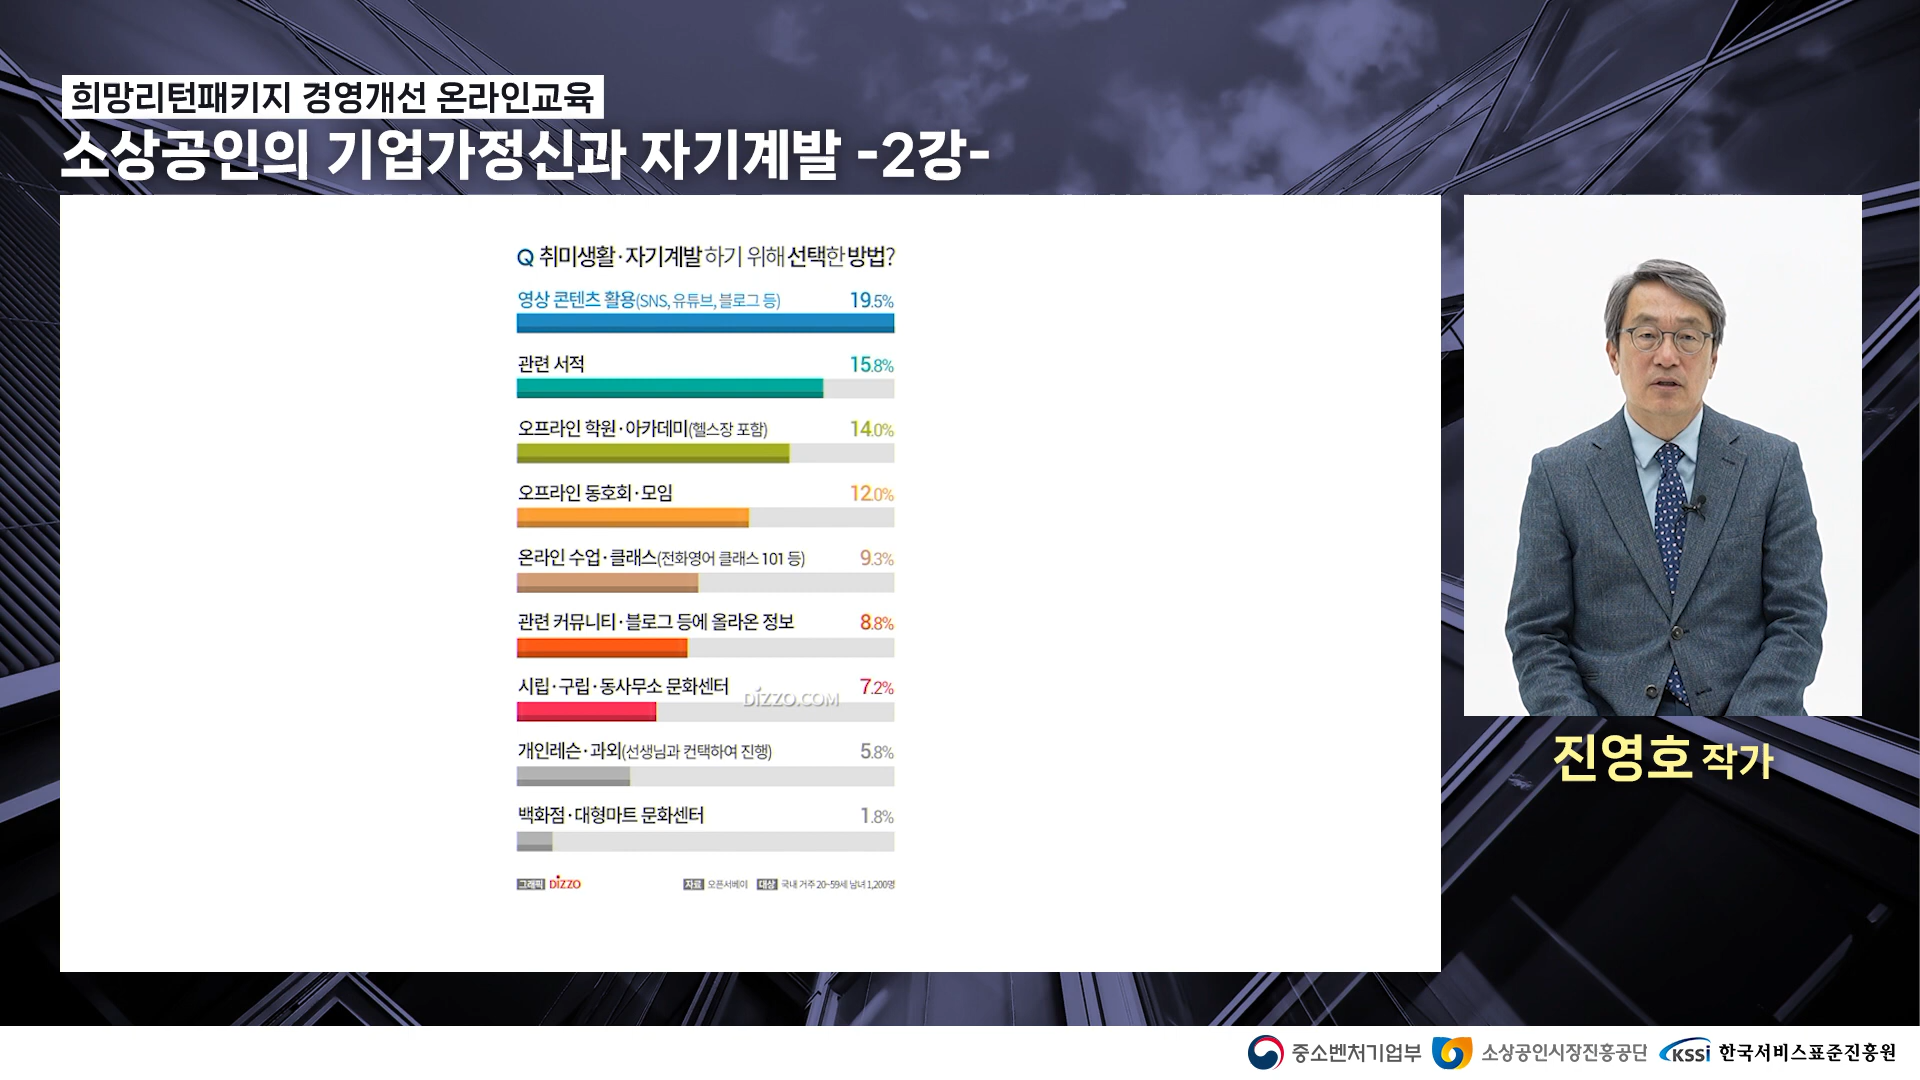 희망리턴패키지 경영개선 온라인교육
소상공인의 기업가정신과 자기계발 -2강-
Q 취미생활·자기계발하기 위해 선택한 방법?
영상 콘텐츠 활용(SNS, 유튜브, 블로그 등) 19.5%
관련 서적 15.8%
오프라인 학원·아카데미(헬스장 포함) 14.0%
오프라인 동호회·모임 12.0%
온라인 수업·클래스(전화영어 클래스 101 등) 9.3%
관련 커뮤니티·블로그 등에 올라온 정보 8.8%
시립·구립·동사무소 문화센터 7.2%
DIZZO.COM
개인레슨·과외(선생님과 컨택하여 진행) 5.8%
백화점·대형마트 문화센터 1.8%
그래픽 DIZZO 자료 오픈서베이 대상 국내 거주 20~59세 남녀 1,200명
진영호 작가
중소벤처기업부 소상공인시장진흥공단 KSSI 한국서비스표준진흥원